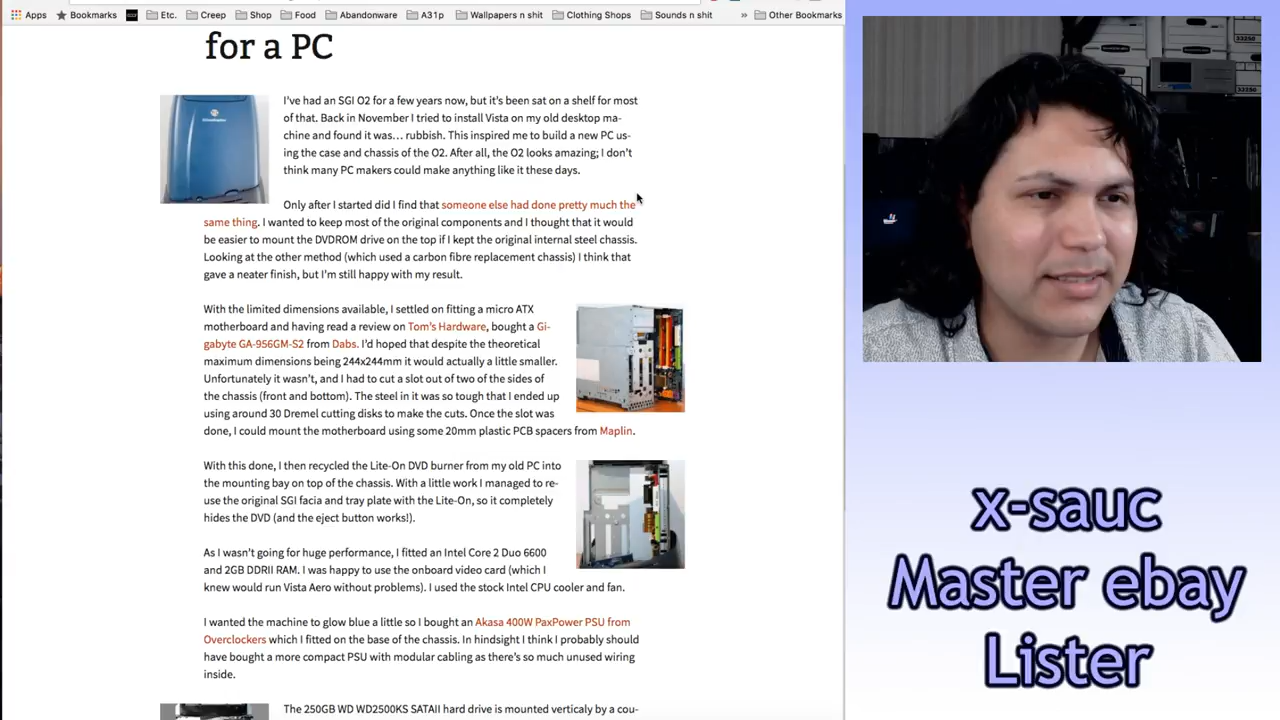 Apps Bookmarks Etc. Creep Shop Food Abandonware A31p Wallpapers n shit Clothing Shops Sounds n shit » Other Bookmarks
for a PC
I've had an SGI O2 for a few years now, but it's been sat on a shelf for most
of that. Back in November I tried to install Vista on my old desktop ma-
chine and found it was… rubbish. This inspired me to build a new PC us-
ing the case and chassis of the O2. After all, the O2 looks amazing; I don't
think many PC makers could make anything like it these days.
Only after I started did I find that someone else had done pretty much the
same thing. I wanted to keep most of the original components and I thought that it would
be easier to mount the DVDROM drive on the top if I kept the original internal steel chassis.
Looking at the other method (which used a carbon fibre replacement chassis) I think that
gave a neater finish, but I'm still happy with my result.
With the limited dimensions available, I settled on fitting a micro ATX
motherboard and having read a review on Tom's Hardware, bought a Gi-
gabyte GA-956GM-S2 from Dabs. I'd hoped that despite the theoretical
maximum dimensions being 244x244mm it would actually a little smaller.
Unfortunately it wasn't, and I had to cut a slot out of two of the sides of
the chassis (front and bottom). The steel in it was so tough that I ended up
using around 30 Dremel cutting disks to make the cuts. Once the slot was
done, I could mount the motherboard using some 20mm plastic PCB spacers from Maplin.
With this done, I then recycled the Lite-On DVD burner from my old PC into
the mounting bay on top of the chassis. With a little work I managed to re-
use the original SGI facia and tray plate with the Lite-On, so it completely
hides the DVD (and the eject button works!).
As I wasn't going for huge performance, I fitted an Intel Core 2 Duo 6600
and 2GB DDRII RAM. I was happy to use the onboard video card (which I
knew would run Vista Aero without problems). I used the stock Intel CPU cooler and fan.
I wanted the machine to glow blue a little so I bought an Akasa 400W PaxPower PSU from
Overclockers which I fitted on the base of the chassis. In hindsight I think I probably should
have bought a more compact PSU with modular cabling as there's so much unused wiring
inside.
The 250GB WD WD2500KS SATAII hard drive is mounted verticaly by a cou-
33250
33250
x-sauc
Master ebay
Lister